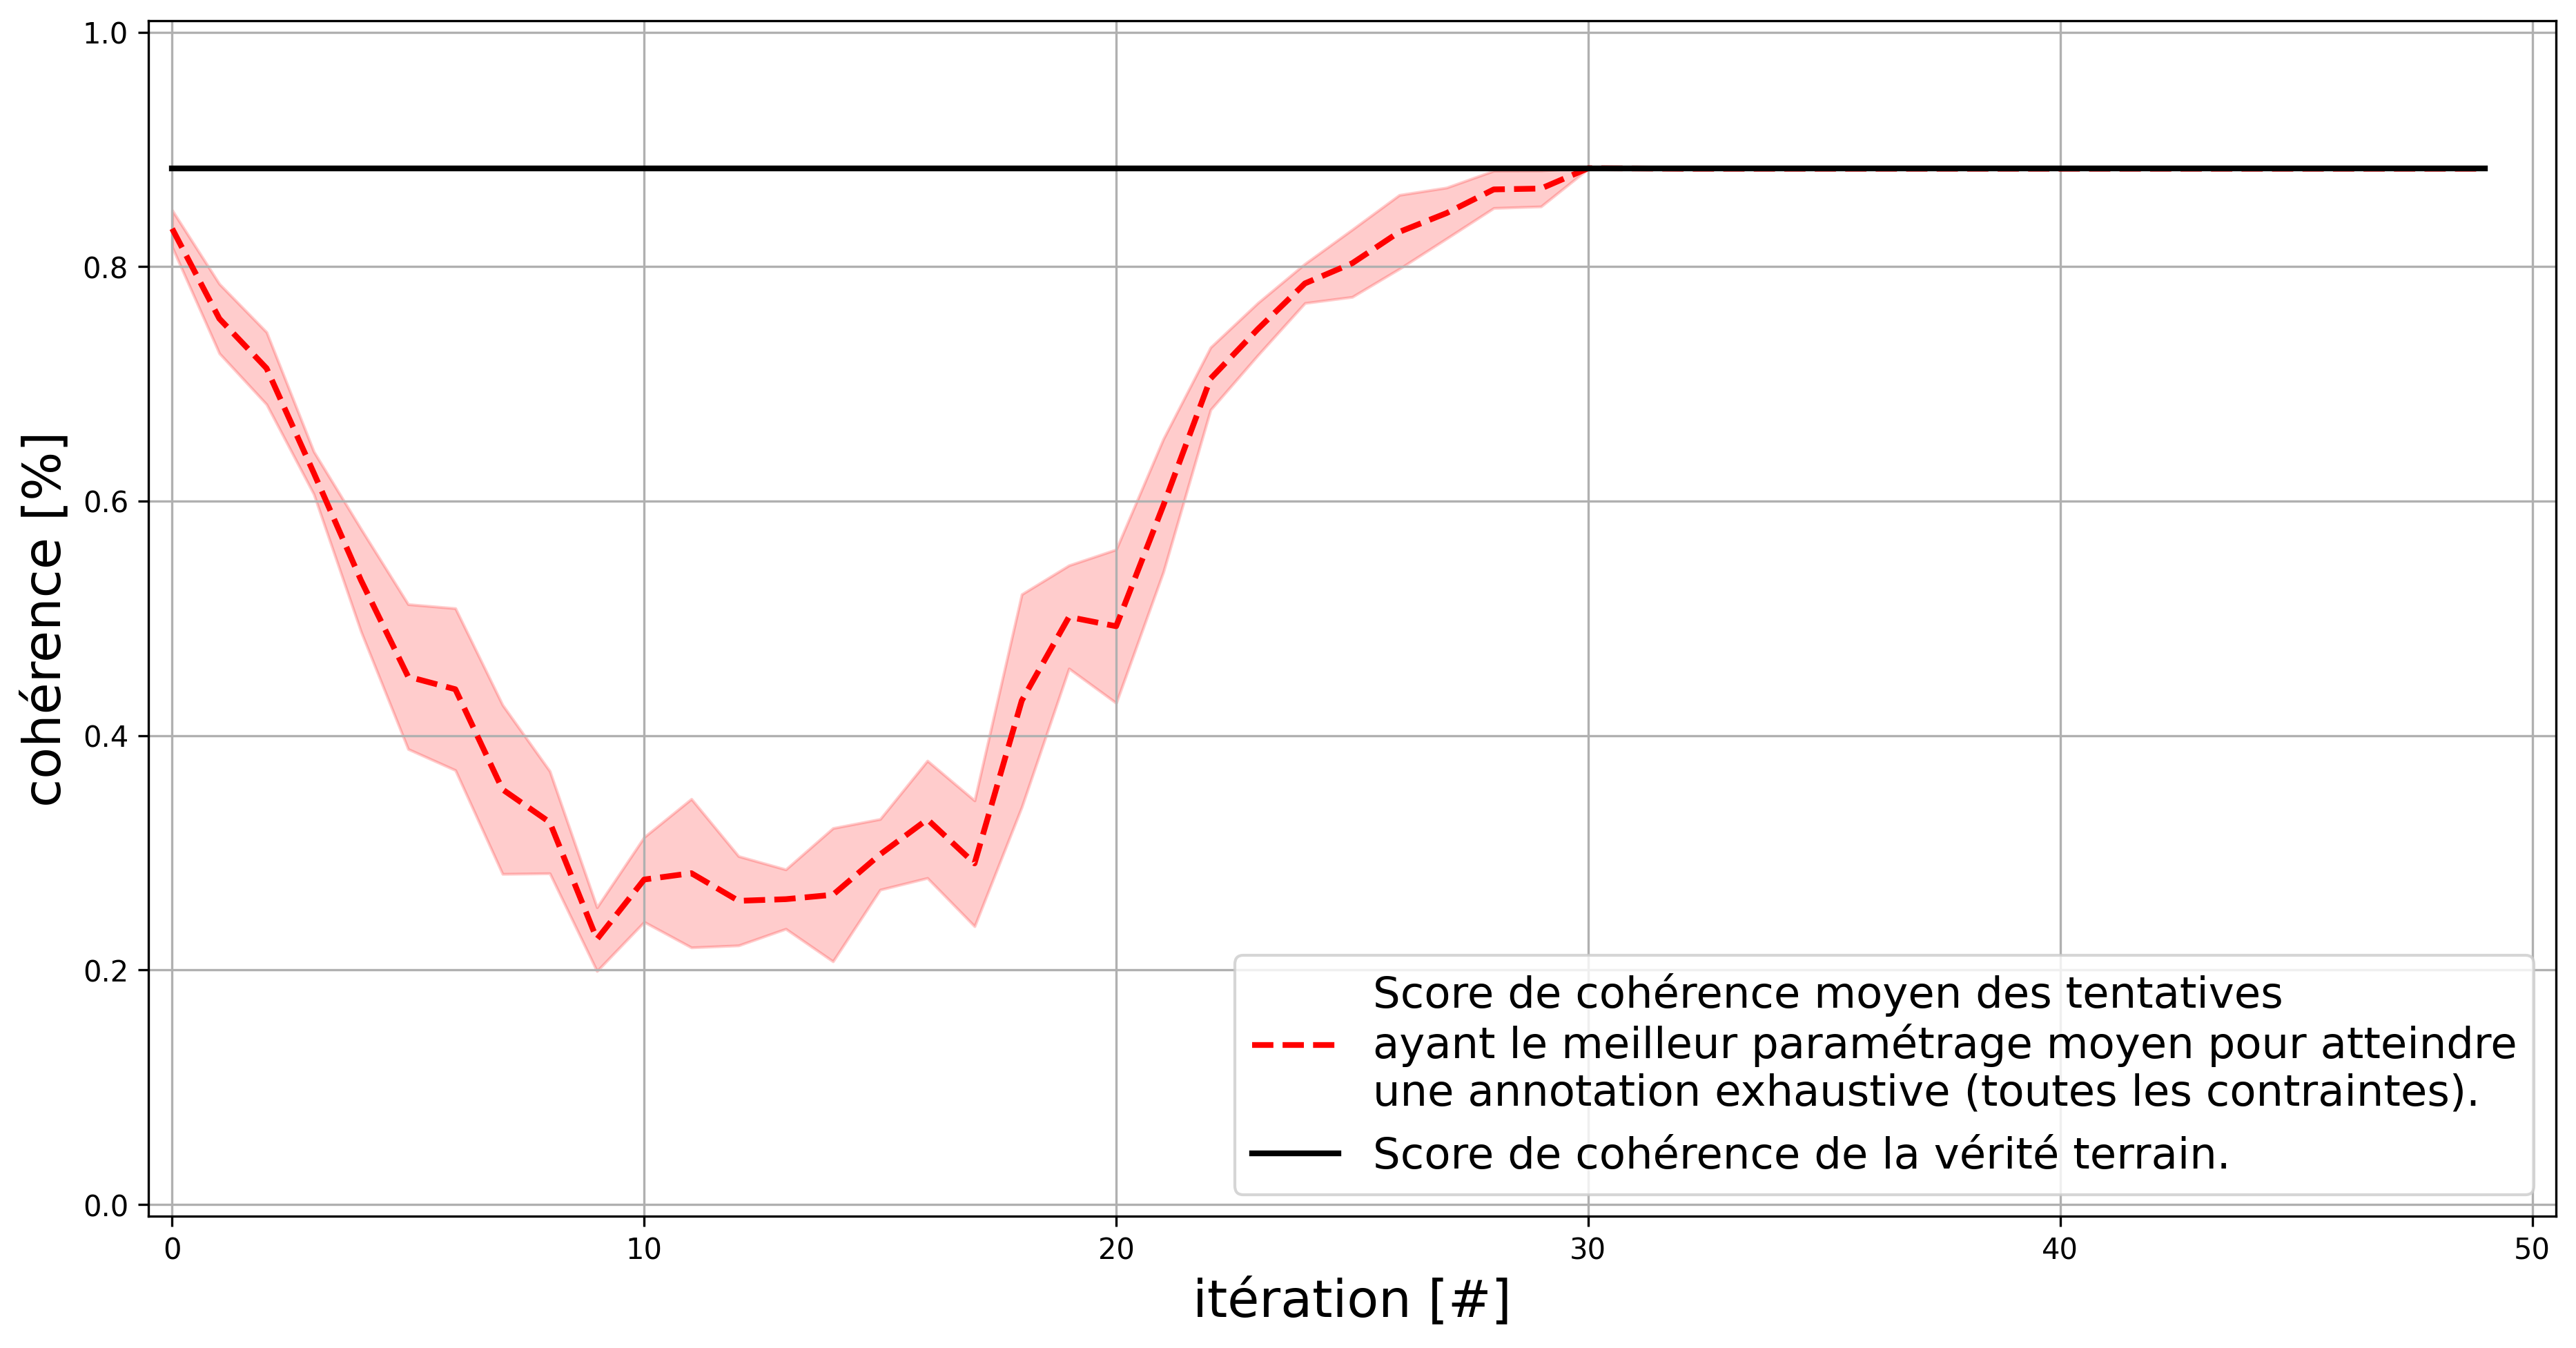 1.0
0.8
0.6
0.4
0.2
0.0
cohérence [%]
0 10 20 30 40 50
itération [#]
Score de cohérence moyen des tentatives
ayant le meilleur paramétrage moyen pour atteindre
une annotation exhaustive (toutes les contraintes).
Score de cohérence de la vérité terrain.